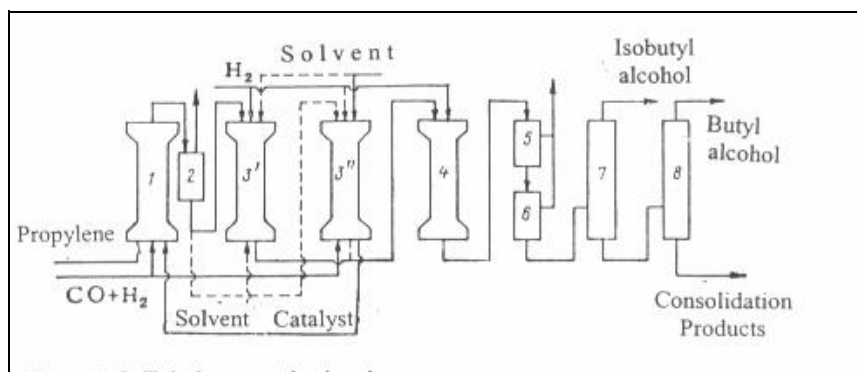 Solvent
H₂
Isobutyl
alcohol
Butyl
alcohol
1
2
3'
3"
4
5
6
7
8
Propylene
CO+H₂
Solvent
Catalyst
Consolidation
Products